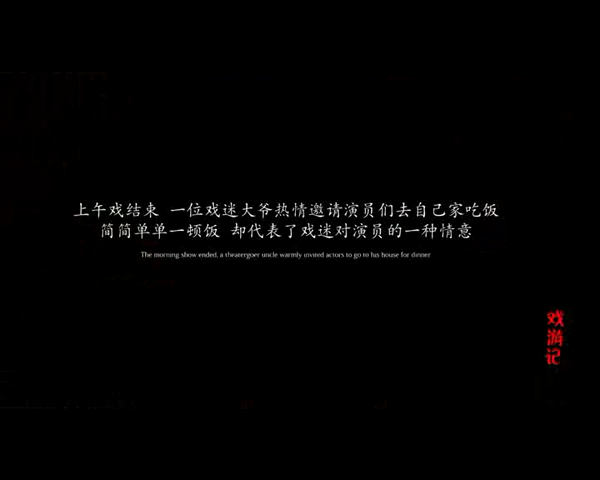 上午戏结束 一位戏迷大爷热情邀请演员们去自己家吃饭
简简单单一顿饭 却代表了戏迷对演员的一种情意
The morning show ended, a theatergoer uncle warmly invited actors to go to his house for dinner
戏游记